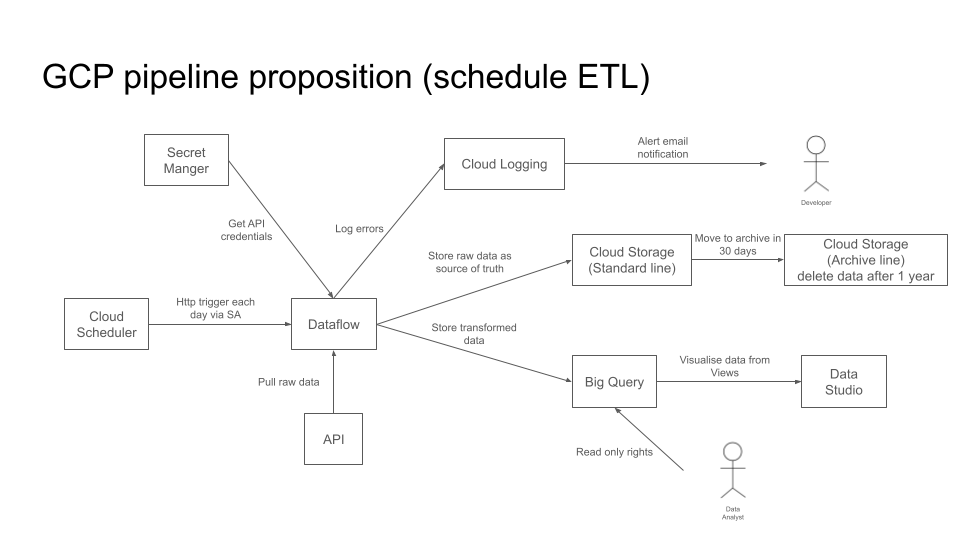 GCP pipeline proposition (schedule ETL)
Secret
Manger
Cloud Logging
Alert email
notification
Developer
Get API
credentials
Log errors
Store raw data as
source of truth
Cloud Storage
(Standard line)
Move to archive in
30 days
Cloud Storage
(Archive line)
delete data after 1 year
Cloud
Scheduler
Http trigger each
day via SA
Dataflow
Store transformed
data
Pull raw data
API
Big Query
Visualise data from
Views
Data
Studio
Read only rights
Data
Analyst